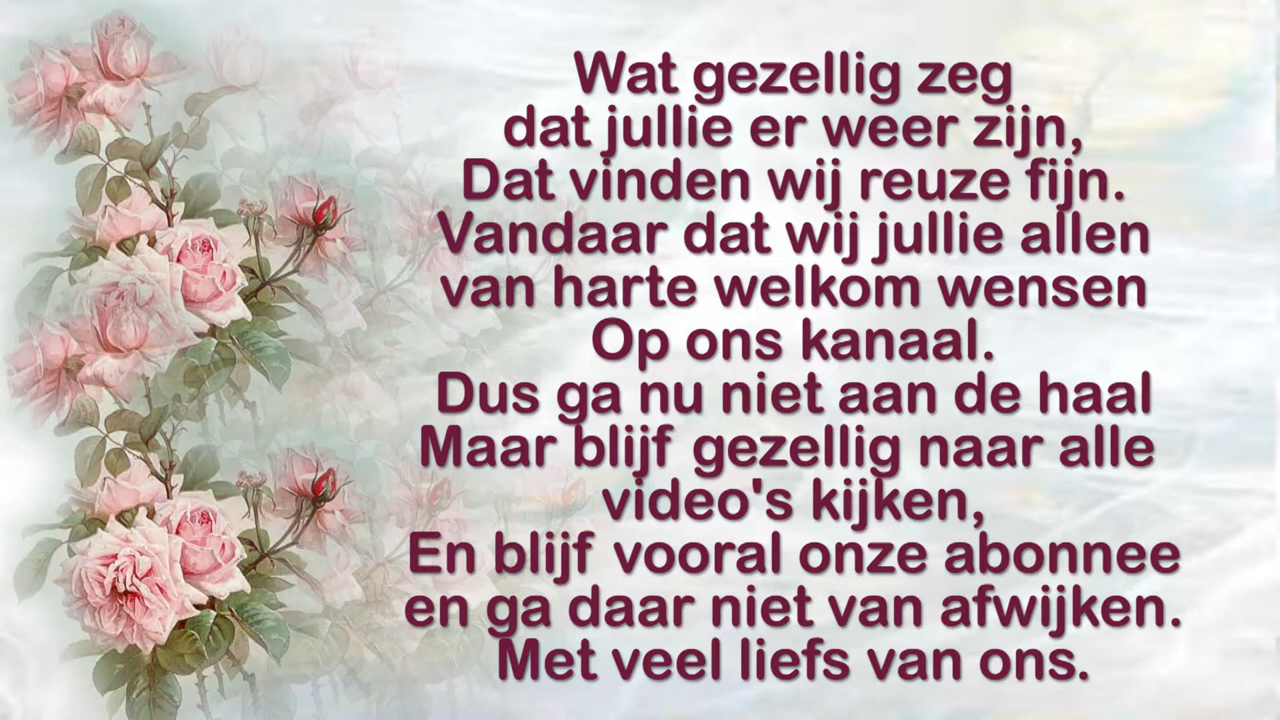 Wat gezellig zeg
dat jullie er weer zijn,
Dat vinden wij reuze fijn.
Vandaar dat wij jullie allen
van harte welkom wensen
Op ons kanaal.
Dus ga nu niet aan de haal
Maar blijf gezellig naar alle
video's kijken,
En blijf vooral onze abonnee
en ga daar niet van afwijken.
Met veel liefs van ons.